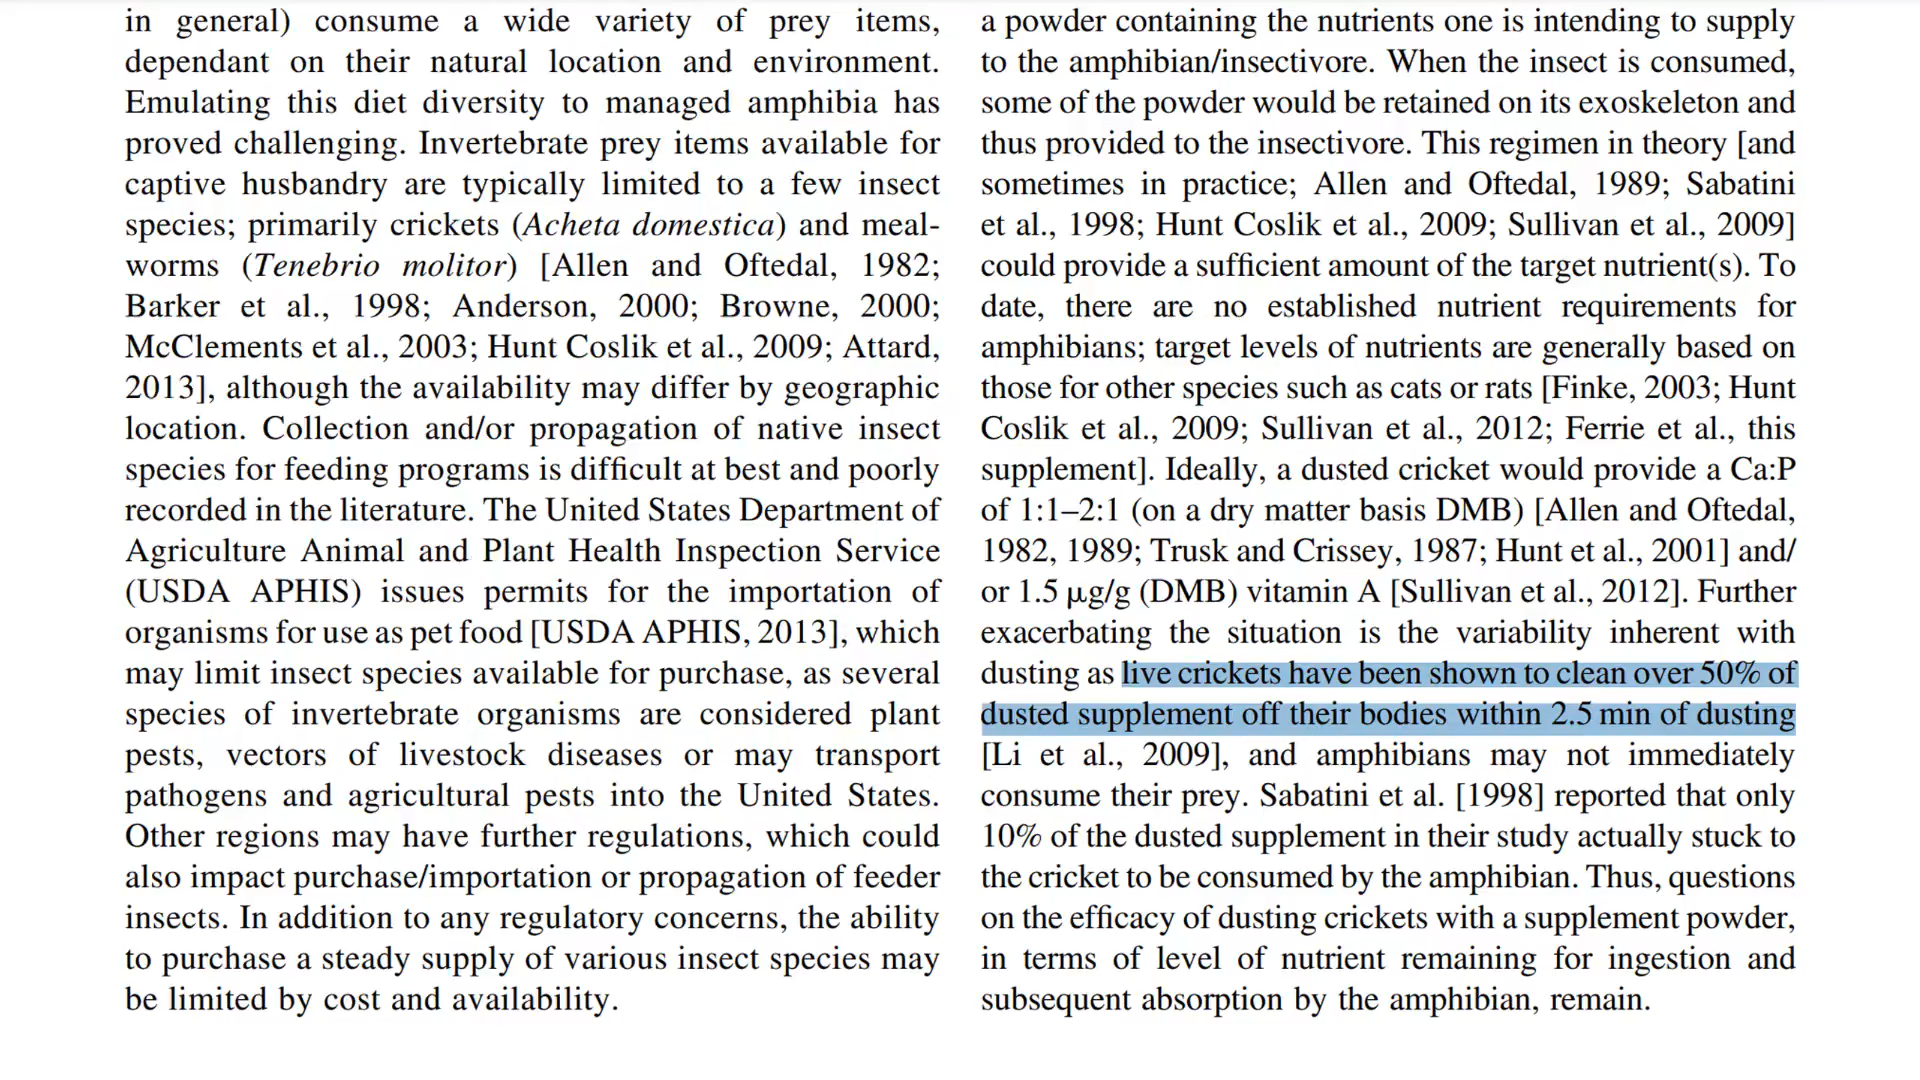 in general) consume a wide variety of prey items,
dependant on their natural location and environment.
Emulating this diet diversity to managed amphibia has
proved challenging. Invertebrate prey items available for
captive husbandry are typically limited to a few insect
species; primarily crickets (Acheta domestica) and meal-
worms (Tenebrio molitor) [Allen and Oftedal, 1982;
Barker et al., 1998; Anderson, 2000; Browne, 2000;
McClements et al., 2003; Hunt Coslik et al., 2009; Attard,
2013], although the availability may differ by geographic
location. Collection and/or propagation of native insect
species for feeding programs is difficult at best and poorly
recorded in the literature. The United States Department of
Agriculture Animal and Plant Health Inspection Service
(USDA APHIS) issues permits for the importation of
organisms for use as pet food [USDA APHIS, 2013], which
may limit insect species available for purchase, as several
species of invertebrate organisms are considered plant
pests, vectors of livestock diseases or may transport
pathogens and agricultural pests into the United States.
Other regions may have further regulations, which could
also impact purchase/importation or propagation of feeder
insects. In addition to any regulatory concerns, the ability
to purchase a steady supply of various insect species may
be limited by cost and availability.
a powder containing the nutrients one is intending to supply
to the amphibian/insectivore. When the insect is consumed,
some of the powder would be retained on its exoskeleton and
thus provided to the insectivore. This regimen in theory [and
sometimes in practice; Allen and Oftedal, 1989; Sabatini
et al., 1998; Hunt Coslik et al., 2009; Sullivan et al., 2009]
could provide a sufficient amount of the target nutrient(s). To
date, there are no established nutrient requirements for
amphibians; target levels of nutrients are generally based on
those for other species such as cats or rats [Finke, 2003; Hunt
Coslik et al., 2009; Sullivan et al., 2012; Ferrie et al., this
supplement]. Ideally, a dusted cricket would provide a Ca:P
of 1:1–2:1 (on a dry matter basis DMB) [Allen and Oftedal,
1982, 1989; Trusk and Crissey, 1987; Hunt et al., 2001] and/
or 1.5 μg/g (DMB) vitamin A [Sullivan et al., 2012]. Further
exacerbating the situation is the variability inherent with
dusting as live crickets have been shown to clean over 50% of
dusted supplement off their bodies within 2.5 min of dusting
[Li et al., 2009], and amphibians may not immediately
consume their prey. Sabatini et al. [1998] reported that only
10% of the dusted supplement in their study actually stuck to
the cricket to be consumed by the amphibian. Thus, questions
on the efficacy of dusting crickets with a supplement powder,
in terms of level of nutrient remaining for ingestion and
subsequent absorption by the amphibian, remain.